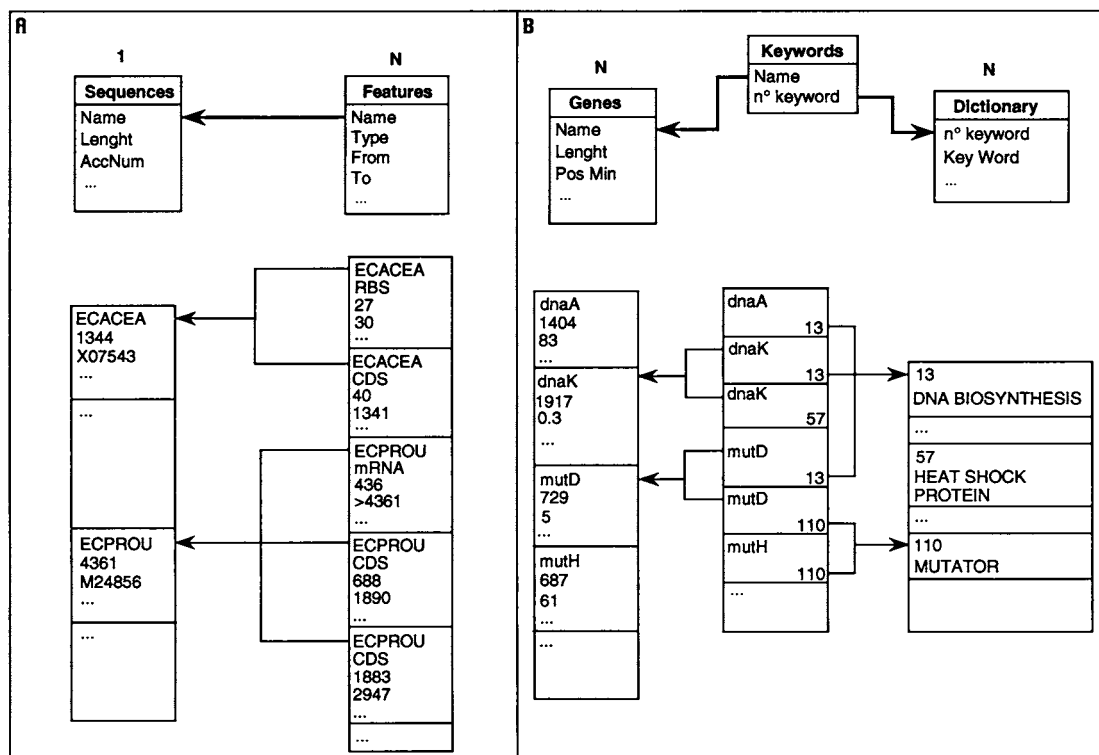 A
1
N
Sequences
Name
Lenght
AccNum
...
Features
Name
Type
From
To
...
ECACEA
1344
X07543
...
...
ECPROU
4361
M24856
...
...
ECACEA
RBS
27
30
...
ECACEA
CDS
40
1341
...
ECPROU
mRNA
436
>4361
...
ECPROU
CDS
688
1890
...
ECPROU
CDS
1883
2947
...
...
B
N
N
Genes
Name
Lenght
Pos Min
...
Keywords
Name
n° keyword
Dictionary
n° keyword
Key Word
...
dnaA
1404
83
...
dnaK
1917
0.3
...
mutD
729
5
...
mutH
687
61
...
...
dnaA
13
dnaK
13
dnaK
57
mutD
13
mutD
110
mutH
110
...
13
DNA BIOSYNTHESIS
...
57
HEAT SHOCK
PROTEIN
...
110
MUTATOR